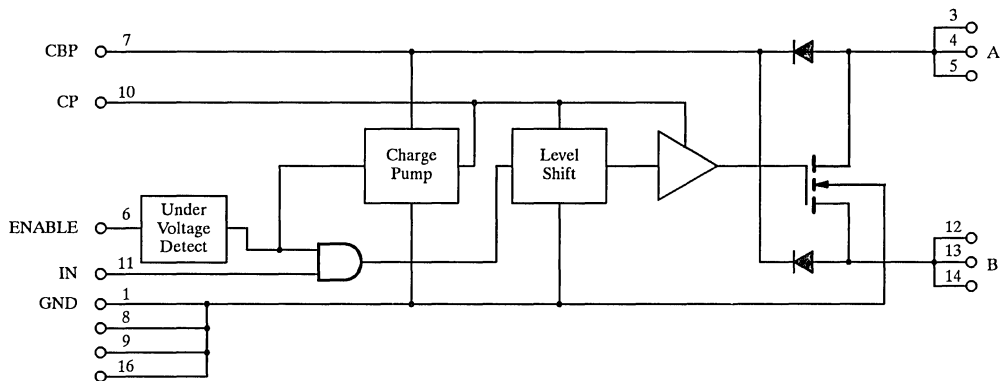 CBP 7
3
4 A
5
CP 10
Charge
Pump
Level
Shift
ENABLE 6
Under
Voltage
Detect
12
13 B
14
IN 11
GND 1
8
9
16